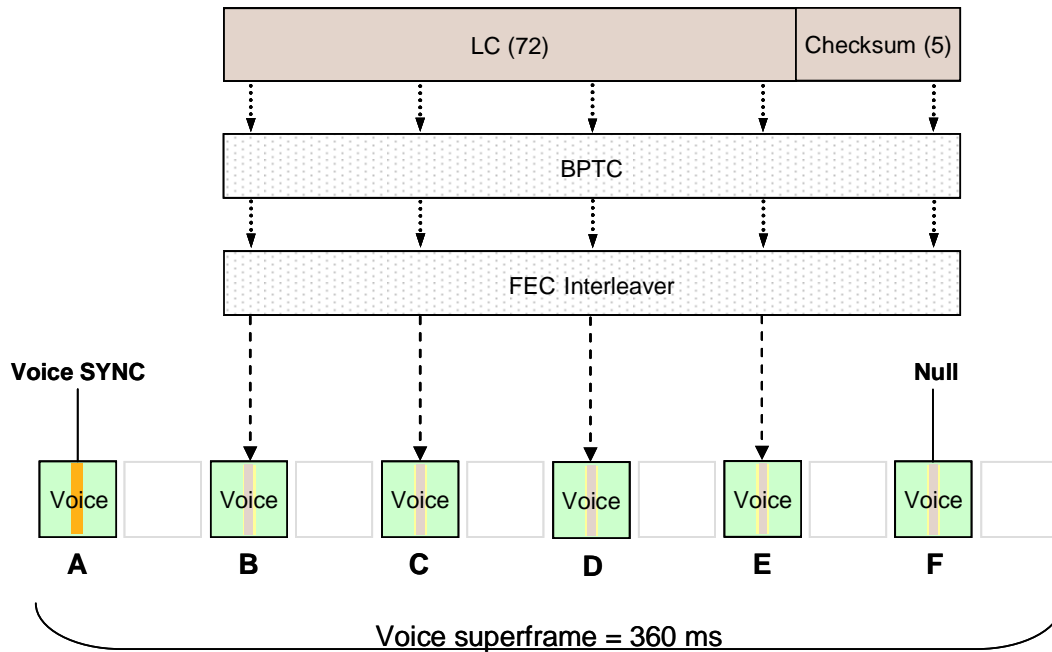 LC (72)
Checksum (5)
BPTC
FEC Interleaver
Voice SYNC
Null
Voice
Voice
Voice
Voice
Voice
Voice
A
B
C
D
E
F
Voice superframe = 360 ms